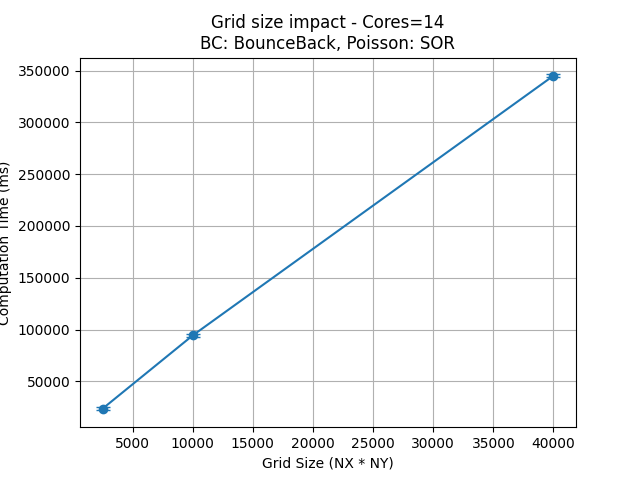 Grid size impact - Cores=14
BC: BounceBack, Poisson: SOR
350000
300000
250000
200000
150000
100000
50000
Computation Time (ms)
5000 10000 15000 20000 25000 30000 35000 40000
Grid Size (NX * NY)